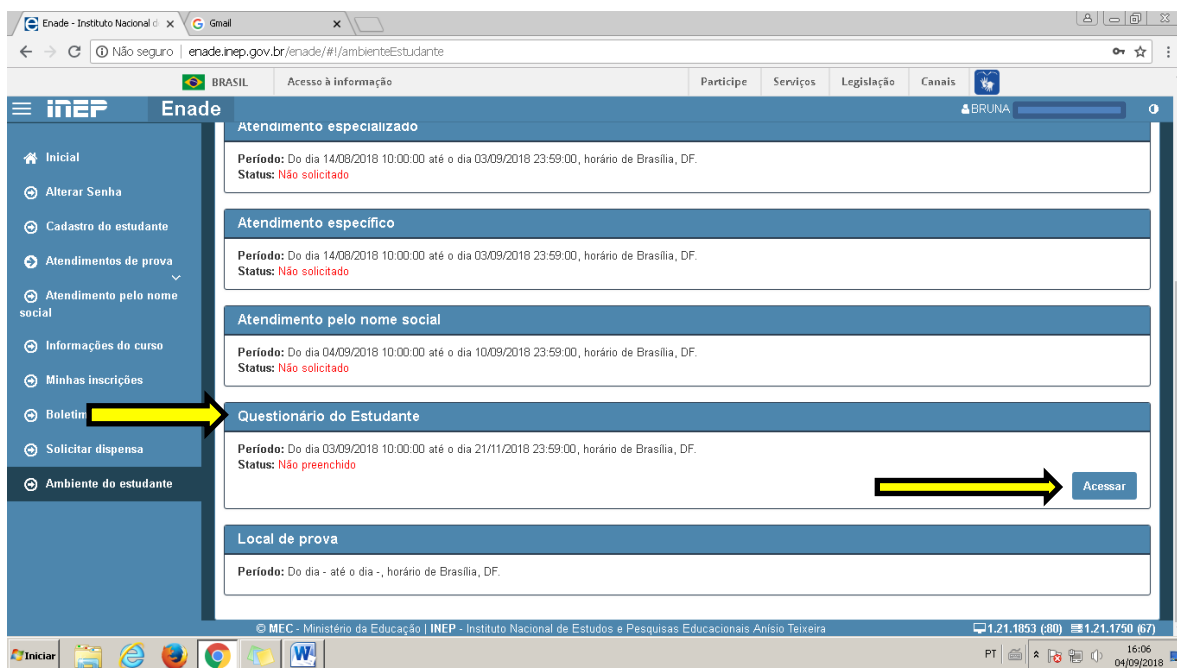 Enade - Instituto Nacional d
Gmail
Não seguro | enade.inep.gov.br/enade/#!/ambienteEstudante
BRASIL Acesso à informação Participe Serviços Legislação Canais
inep Enade BRUNA
Inicial
Alterar Senha
Cadastro do estudante
Atendimentos de prova
Atendimento pelo nome
social
Informações do curso
Minhas inscrições
Boletim
Solicitar dispensa
Ambiente do estudante
Atendimento especializado
Período: Do dia 14/08/2018 10:00:00 até o dia 03/09/2018 23:59:00, horário de Brasília, DF.
Status: Não solicitado
Atendimento específico
Período: Do dia 14/08/2018 10:00:00 até o dia 03/09/2018 23:59:00, horário de Brasília, DF.
Status: Não solicitado
Atendimento pelo nome social
Período: Do dia 04/09/2018 10:00:00 até o dia 10/09/2018 23:59:00, horário de Brasília, DF.
Status: Não solicitado
Questionário do Estudante
Período: Do dia 03/09/2018 10:00:00 até o dia 21/11/2018 23:59:00, horário de Brasília, DF.
Status: Não preenchido
Acessar
Local de prova
Período: Do dia - até o dia -, horário de Brasília, DF.
© MEC - Ministério da Educação | INEP - Instituto Nacional de Estudos e Pesquisas Educacionais Anísio Teixeira 1.21.1853 (:80) 1.21.1750 (67)
Iniciar PT 16:06
04/09/2018